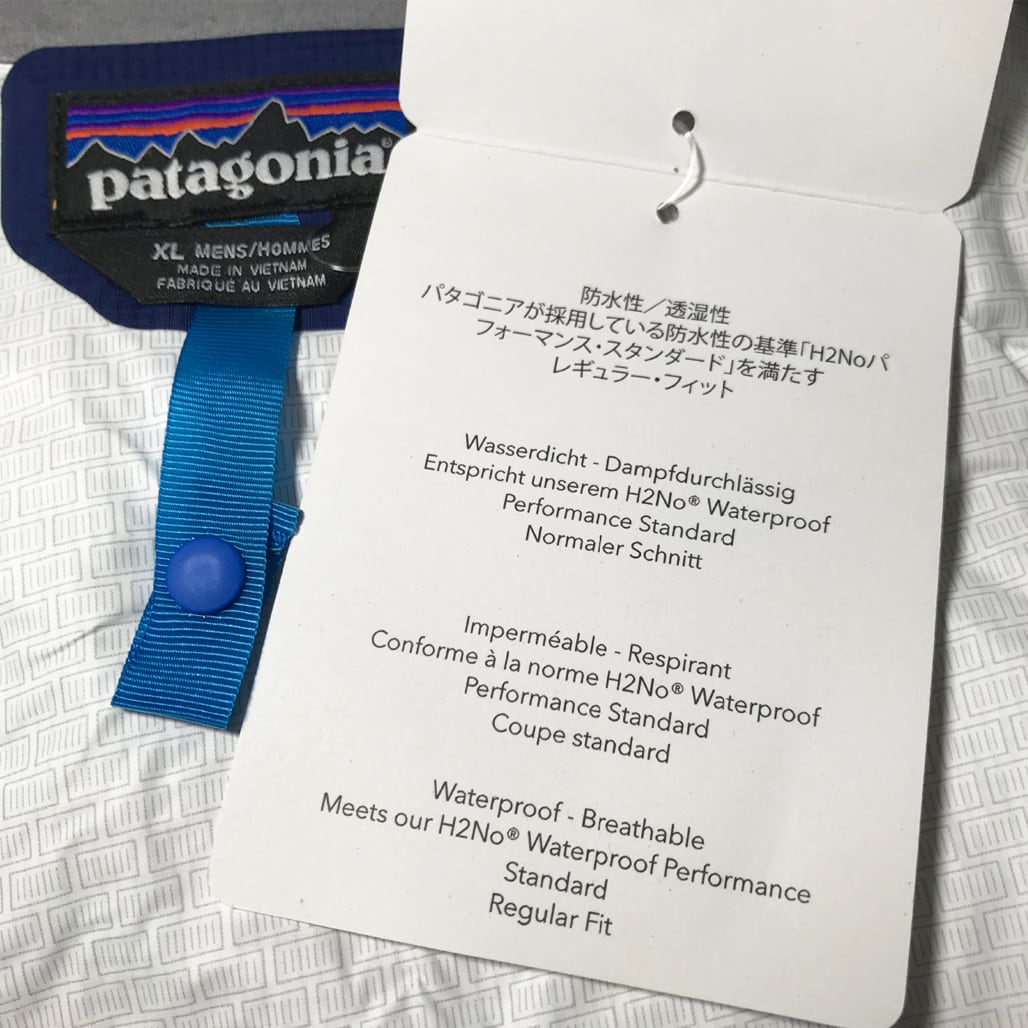 patagonia®
XL MENS/HOMMES
MADE IN VIETNAM
FABRIQUÉ AU VIETNAM
防水性／透湿性
パタゴニアが採用している防水性の基準「H2Noパ
フォーマンス・スタンダード」を満たす
レギュラー・フィット
Wasserdicht - Dampfdurchlässig
Entspricht unserem H2No® Waterproof
Performance Standard
Normaler Schnitt
Imperméable - Respirant
Conforme à la norme H2No® Waterproof
Performance Standard
Coupe standard
Waterproof - Breathable
Meets our H2No® Waterproof Performance
Standard
Regular Fit